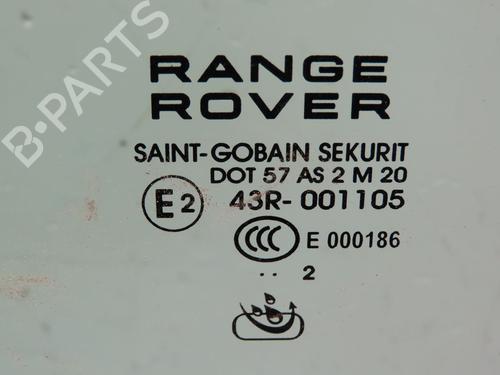 B-PARTS
RANGE
ROVER
SAINT-GOBAIN SEKURIT
DOT 57 AS 2 M 20
E2 43R- 001105
CCC E 000186
.. 2